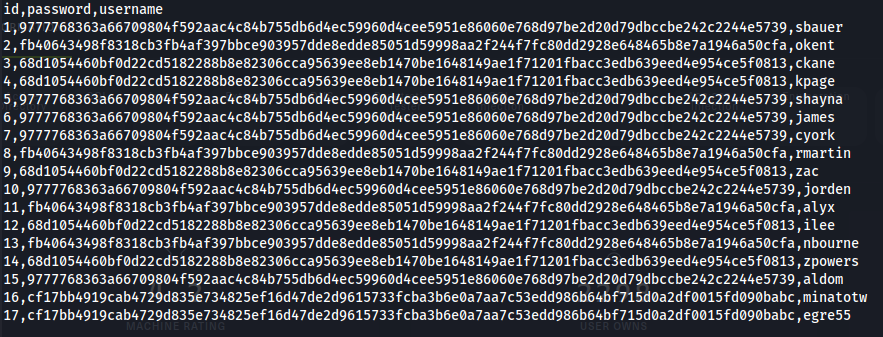 id,password,username
1,9777768363a66709804f592aac4c84b755db6d4ec59960d4cee5951e86060e768d97be2d20d79dbccbe242c2244e5739,sbauer
2,fb40643498f8318cb3fb4af397bbce903957dde8edde85051d59998aa2f244f7fc80dd2928e648465b8e7a1946a50cfa,okent
3,68d1054460bf0d22cd5182288b8e82306cca95639ee8eb1470be1648149ae1f71201fbacc3edb639eed4e954ce5f0813,ckane
4,68d1054460bf0d22cd5182288b8e82306cca95639ee8eb1470be1648149ae1f71201fbacc3edb639eed4e954ce5f0813,kpage
5,9777768363a66709804f592aac4c84b755db6d4ec59960d4cee5951e86060e768d97be2d20d79dbccbe242c2244e5739,shayna
6,9777768363a66709804f592aac4c84b755db6d4ec59960d4cee5951e86060e768d97be2d20d79dbccbe242c2244e5739,james
7,9777768363a66709804f592aac4c84b755db6d4ec59960d4cee5951e86060e768d97be2d20d79dbccbe242c2244e5739,cyork
8,fb40643498f8318cb3fb4af397bbce903957dde8edde85051d59998aa2f244f7fc80dd2928e648465b8e7a1946a50cfa,rmartin
9,68d1054460bf0d22cd5182288b8e82306cca95639ee8eb1470be1648149ae1f71201fbacc3edb639eed4e954ce5f0813,zac
10,9777768363a66709804f592aac4c84b755db6d4ec59960d4cee5951e86060e768d97be2d20d79dbccbe242c2244e5739,jorden
11,fb40643498f8318cb3fb4af397bbce903957dde8edde85051d59998aa2f244f7fc80dd2928e648465b8e7a1946a50cfa,alyx
12,68d1054460bf0d22cd5182288b8e82306cca95639ee8eb1470be1648149ae1f71201fbacc3edb639eed4e954ce5f0813,ilee
13,fb40643498f8318cb3fb4af397bbce903957dde8edde85051d59998aa2f244f7fc80dd2928e648465b8e7a1946a50cfa,nbourne
14,68d1054460bf0d22cd5182288b8e82306cca95639ee8eb1470be1648149ae1f71201fbacc3edb639eed4e954ce5f0813,zpowers
15,9777768363a66709804f592aac4c84b755db6d4ec59960d4cee5951e86060e768d97be2d20d79dbccbe242c2244e5739,aldom
16,cf17bb4919cab4729d835e734825ef16d47de2d9615733fcba3b6e0a7aa7c53edd986b64bf715d0a2df0015fd090babc,minatotw
17,cf17bb4919cab4729d835e734825ef16d47de2d9615733fcba3b6e0a7aa7c53edd986b64bf715d0a2df0015fd090babc,egre55
MACHINE RATING USER OWNS